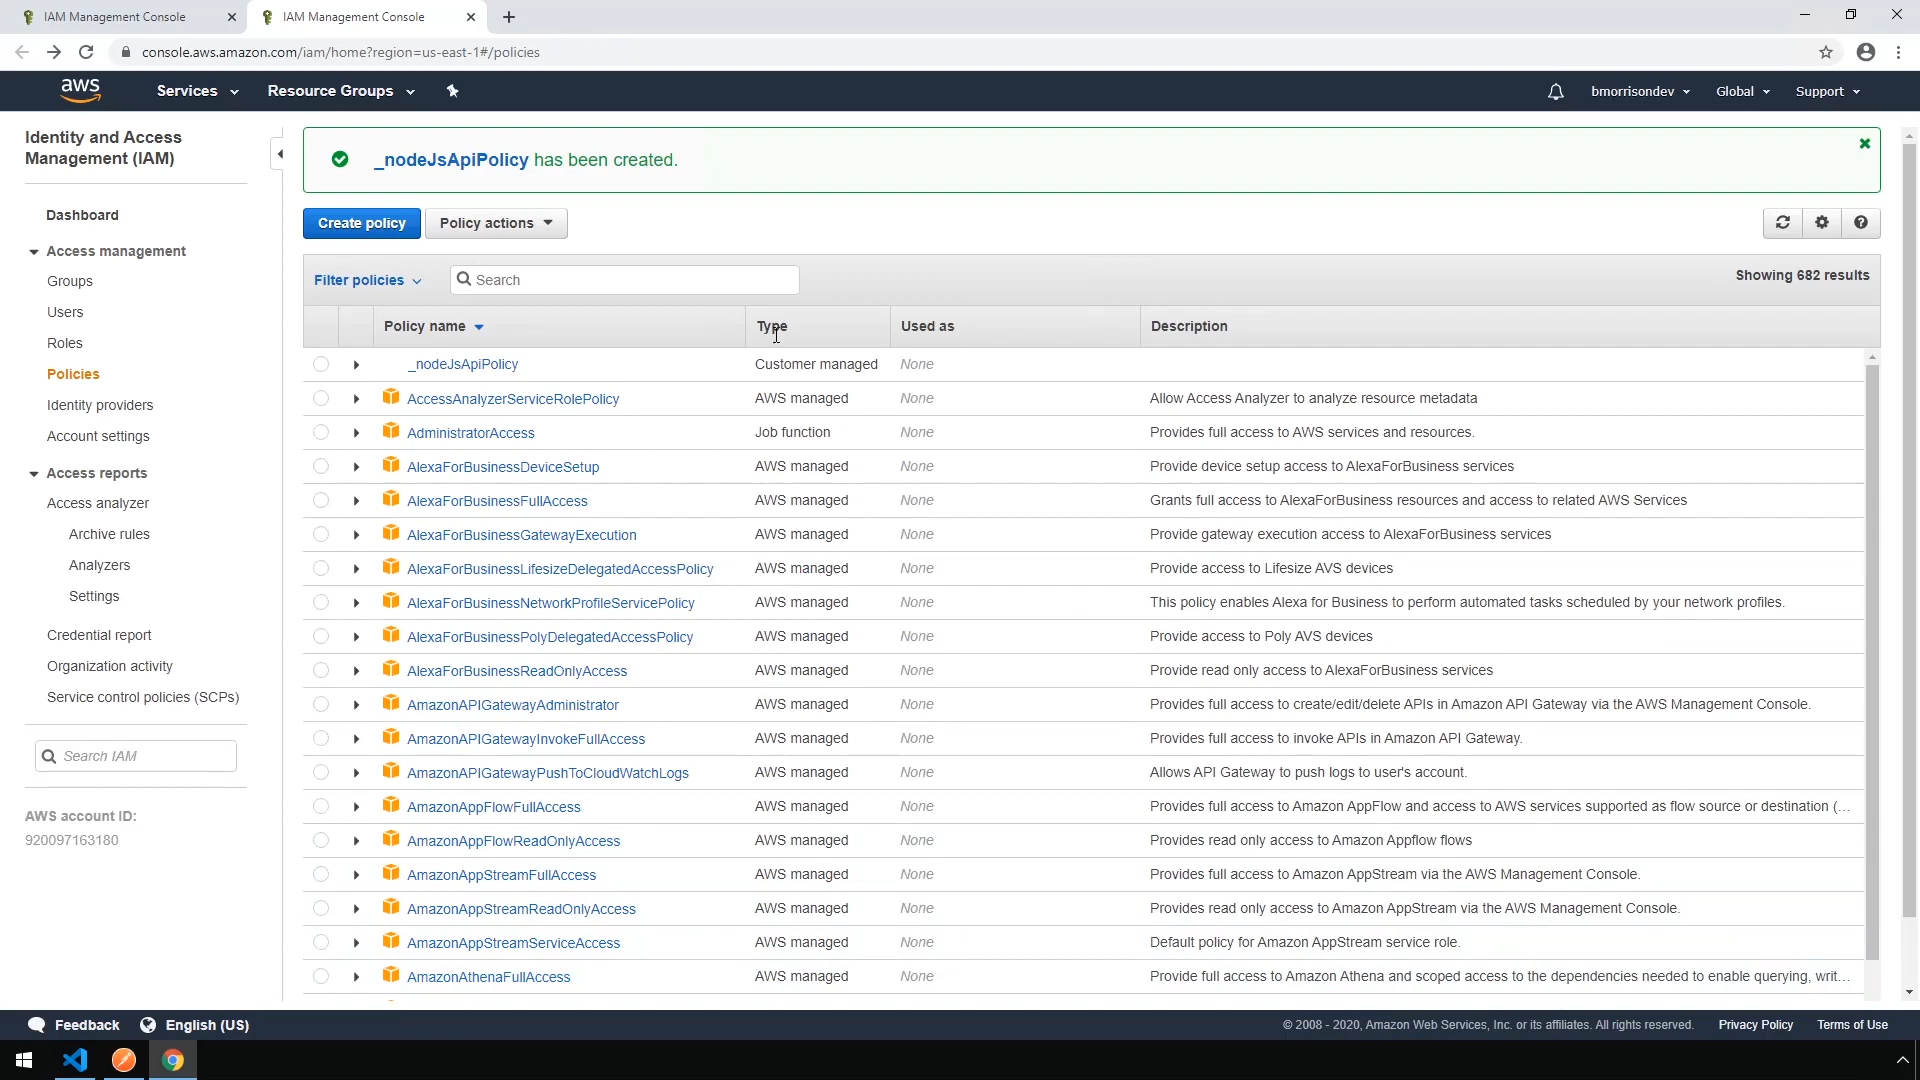 IAM Management Console
IAM Management Console
console.aws.amazon.com/iam/home?region=us-east-1#/policies
aws
Services
Resource Groups
bmorrisondev
Global
Support
Identity and Access
Management (IAM)
Dashboard
Access management
Groups
Users
Roles
Policies
Identity providers
Account settings
Access reports
Access analyzer
Archive rules
Analyzers
Settings
Credential report
Organization activity
Service control policies (SCPs)
Search IAM
AWS account ID:
920097163180
_nodeJsApiPolicy has been created.
Create policy
Policy actions
Filter policies
Search
Showing 682 results
Policy name Type Used as Description
_nodeJsApiPolicy Customer managed None
AccessAnalyzerServiceRolePolicy AWS managed None Allow Access Analyzer to analyze resource metadata
AdministratorAccess Job function None Provides full access to AWS services and resources.
AlexaForBusinessDeviceSetup AWS managed None Provide device setup access to AlexaForBusiness services
AlexaForBusinessFullAccess AWS managed None Grants full access to AlexaForBusiness resources and access to related AWS Services
AlexaForBusinessGatewayExecution AWS managed None Provide gateway execution access to AlexaForBusiness services
AlexaForBusinessLifesizeDelegatedAccessPolicy AWS managed None Provide access to Lifesize AVS devices
AlexaForBusinessNetworkProfileServicePolicy AWS managed None This policy enables Alexa for Business to perform automated tasks scheduled by your network profiles.
AlexaForBusinessPolyDelegatedAccessPolicy AWS managed None Provide access to Poly AVS devices
AlexaForBusinessReadOnlyAccess AWS managed None Provide read only access to AlexaForBusiness services
AmazonAPIGatewayAdministrator AWS managed None Provides full access to create/edit/delete APIs in Amazon API Gateway via the AWS Management Console.
AmazonAPIGatewayInvokeFullAccess AWS managed None Provides full access to invoke APIs in Amazon API Gateway.
AmazonAPIGatewayPushToCloudWatchLogs AWS managed None Allows API Gateway to push logs to user's account.
AmazonAppFlowFullAccess AWS managed None Provides full access to Amazon AppFlow and access to AWS services supported as flow source or destination (…
AmazonAppFlowReadOnlyAccess AWS managed None Provides read only access to Amazon Appflow flows
AmazonAppStreamFullAccess AWS managed None Provides full access to Amazon AppStream via the AWS Management Console.
AmazonAppStreamReadOnlyAccess AWS managed None Provides read only access to Amazon AppStream via the AWS Management Console.
AmazonAppStreamServiceAccess AWS managed None Default policy for Amazon AppStream service role.
AmazonAthenaFullAccess AWS managed None Provide full access to Amazon Athena and scoped access to the dependencies needed to enable querying, writ…
Feedback
English (US)
© 2008 - 2020, Amazon Web Services, Inc. or its affiliates. All rights reserved.
Privacy Policy
Terms of Use